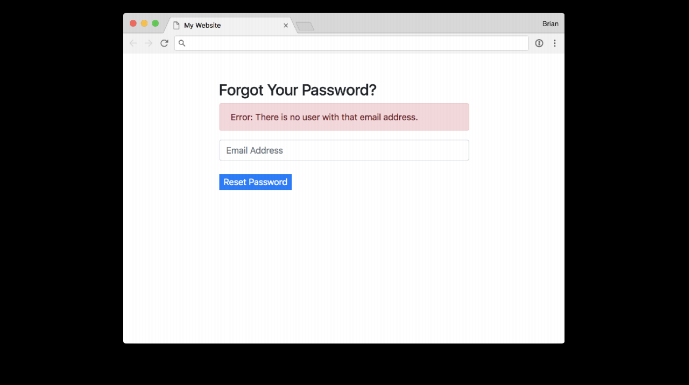 My Website
Brian
Forgot Your Password?
Error: There is no user with that email address.
Email Address
Reset Password